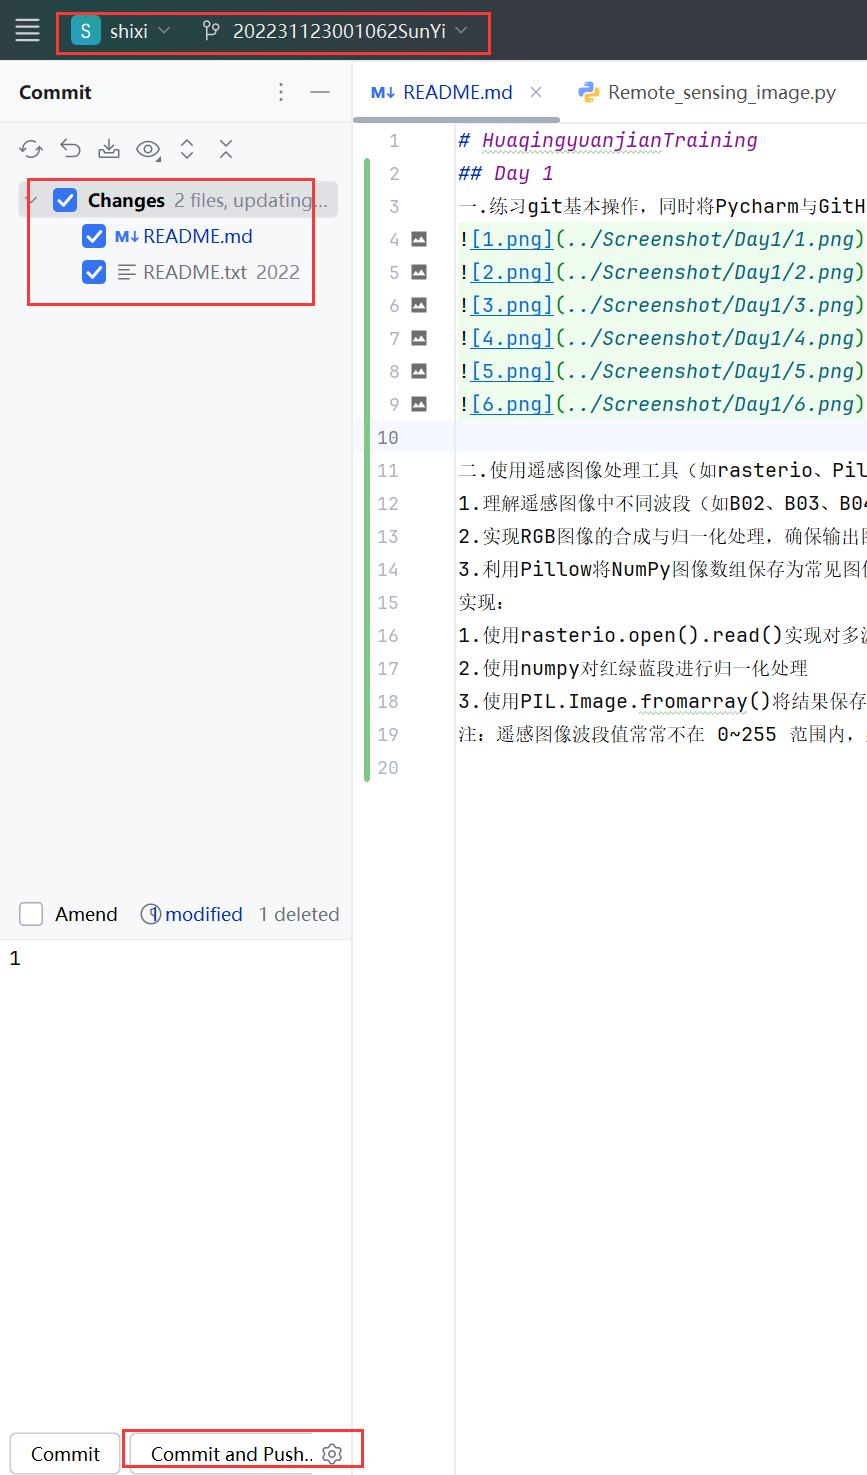 S shixi 202231123001062SunYi
Commit
README.md
Remote_sensing_image.py
Changes 2 files, updating...
README.md
README.txt 2022
1 # HuaqingyuanjianTraining
2 ## Day 1
3 一.练习git基本操作，同时将Pycharm与GitH
4 ![1.png](../Screenshot/Day1/1.png)
5 ![2.png](../Screenshot/Day1/2.png)
6 ![3.png](../Screenshot/Day1/3.png)
7 ![4.png](../Screenshot/Day1/4.png)
8 ![5.png](../Screenshot/Day1/5.png)
9 ![6.png](../Screenshot/Day1/6.png)
10
11 二.使用遥感图像处理工具（如rasterio、Pil
12 1.理解遥感图像中不同波段（如B02、B03、B04
13 2.实现RGB图像的合成与归一化处理，确保输出
14 3.利用Pillow将NumPy图像数组保存为常见图
15 实现：
16 1.使用rasterio.open().read()实现对多
17 2.使用numpy对红绿蓝段进行归一化处理
18 3.使用PIL.Image.fromarray()将结果保存
19 注：遥感图像波段值常常不在 0~255 范围内，
20
Amend 1 modified 1 deleted
1
Commit
Commit and Push..